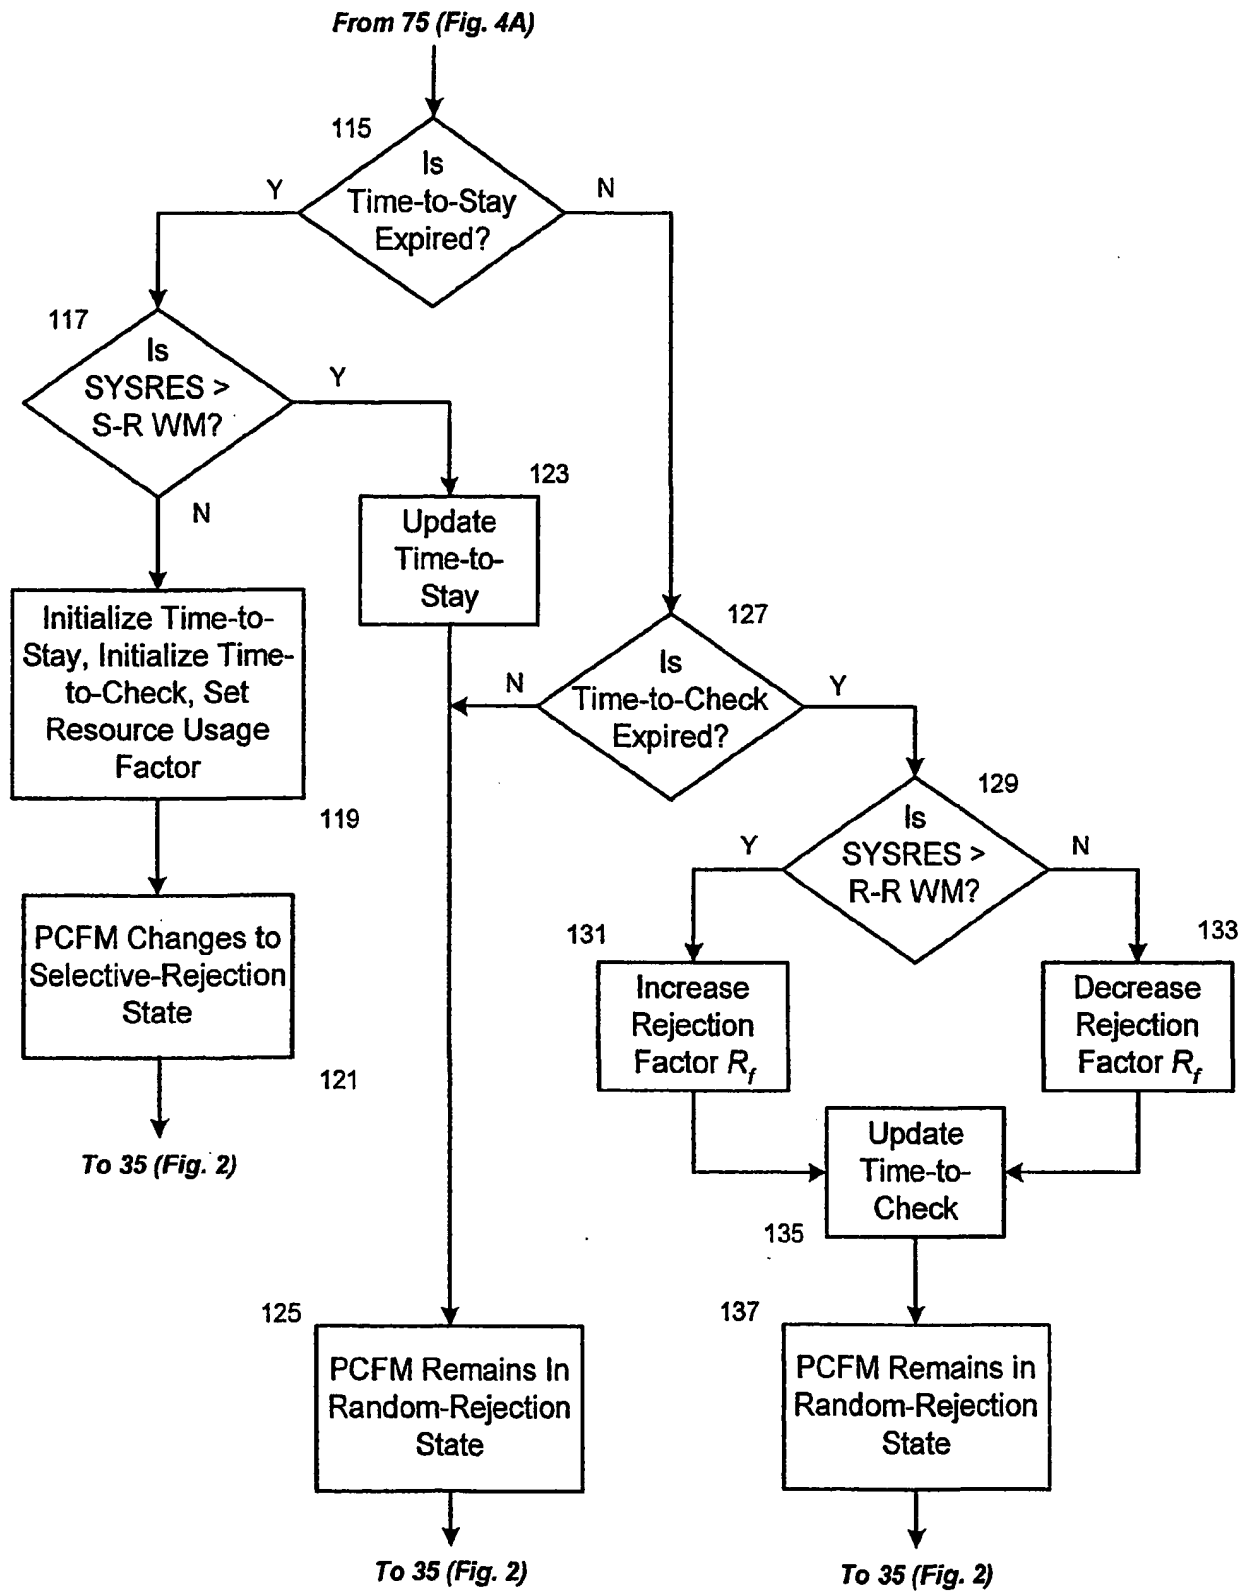 From 75 (Fig. 4A)
115
Is
Time-to-Stay
Expired?
Y
N
117
Is
SYSRES >
S-R WM?
Y
N
123
Update
Time-to-
Stay
Initialize Time-to-
Stay, Initialize Time-
to-Check, Set
Resource Usage
Factor
119
127
Is
Time-to-Check
Expired?
N
Y
129
Is
SYSRES >
R-R WM?
Y
N
PCFM Changes to
Selective-Rejection
State
121
To 35 (Fig. 2)
131
Increase
Rejection
Factor Rf
133
Decrease
Rejection
Factor Rf
Update
Time-to-
Check
135
125
PCFM Remains In
Random-Rejection
State
To 35 (Fig. 2)
137
PCFM Remains in
Random-Rejection
State
To 35 (Fig. 2)